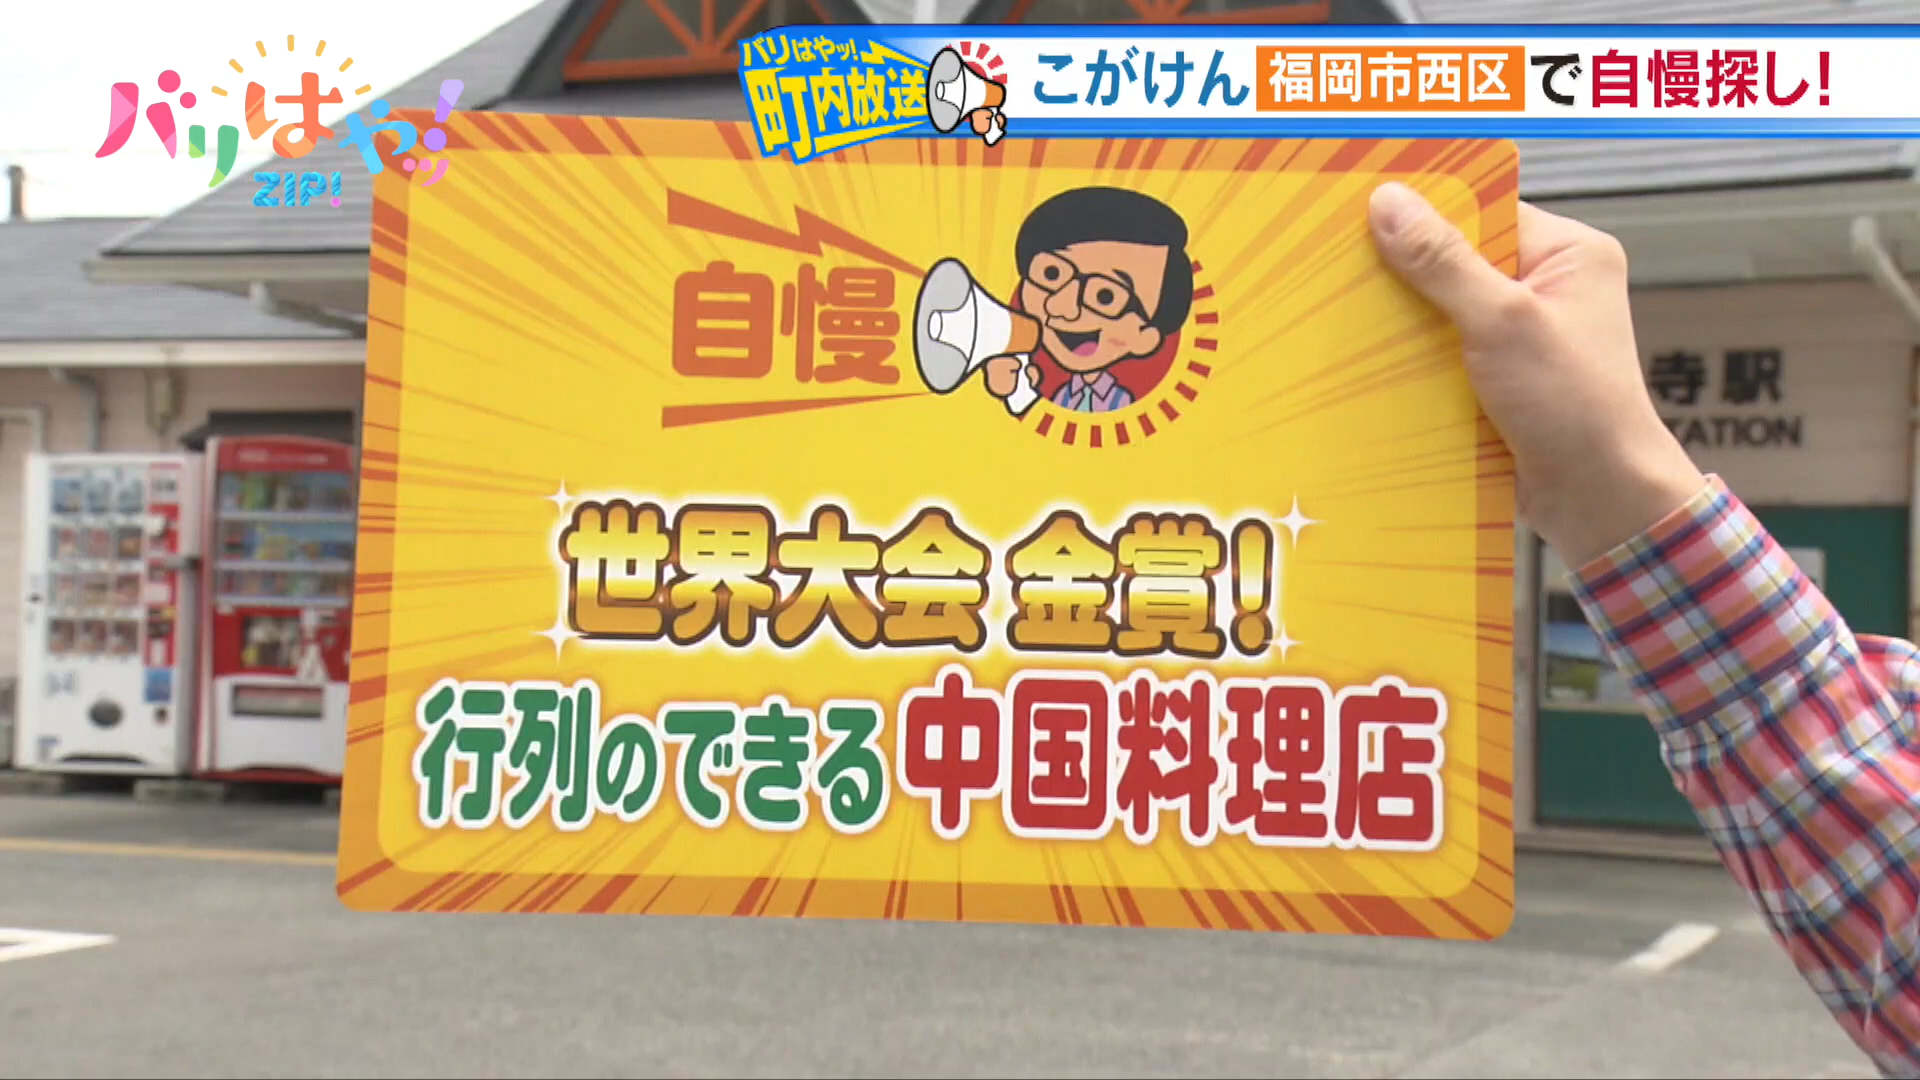 バリはやッ!
ZIP!
バリはヤッ!
町内放送
こがけん 福岡市西区で自慢探し!
自慢
世界大会 金賞!
行列のできる中国料理店
寺駅
TATION